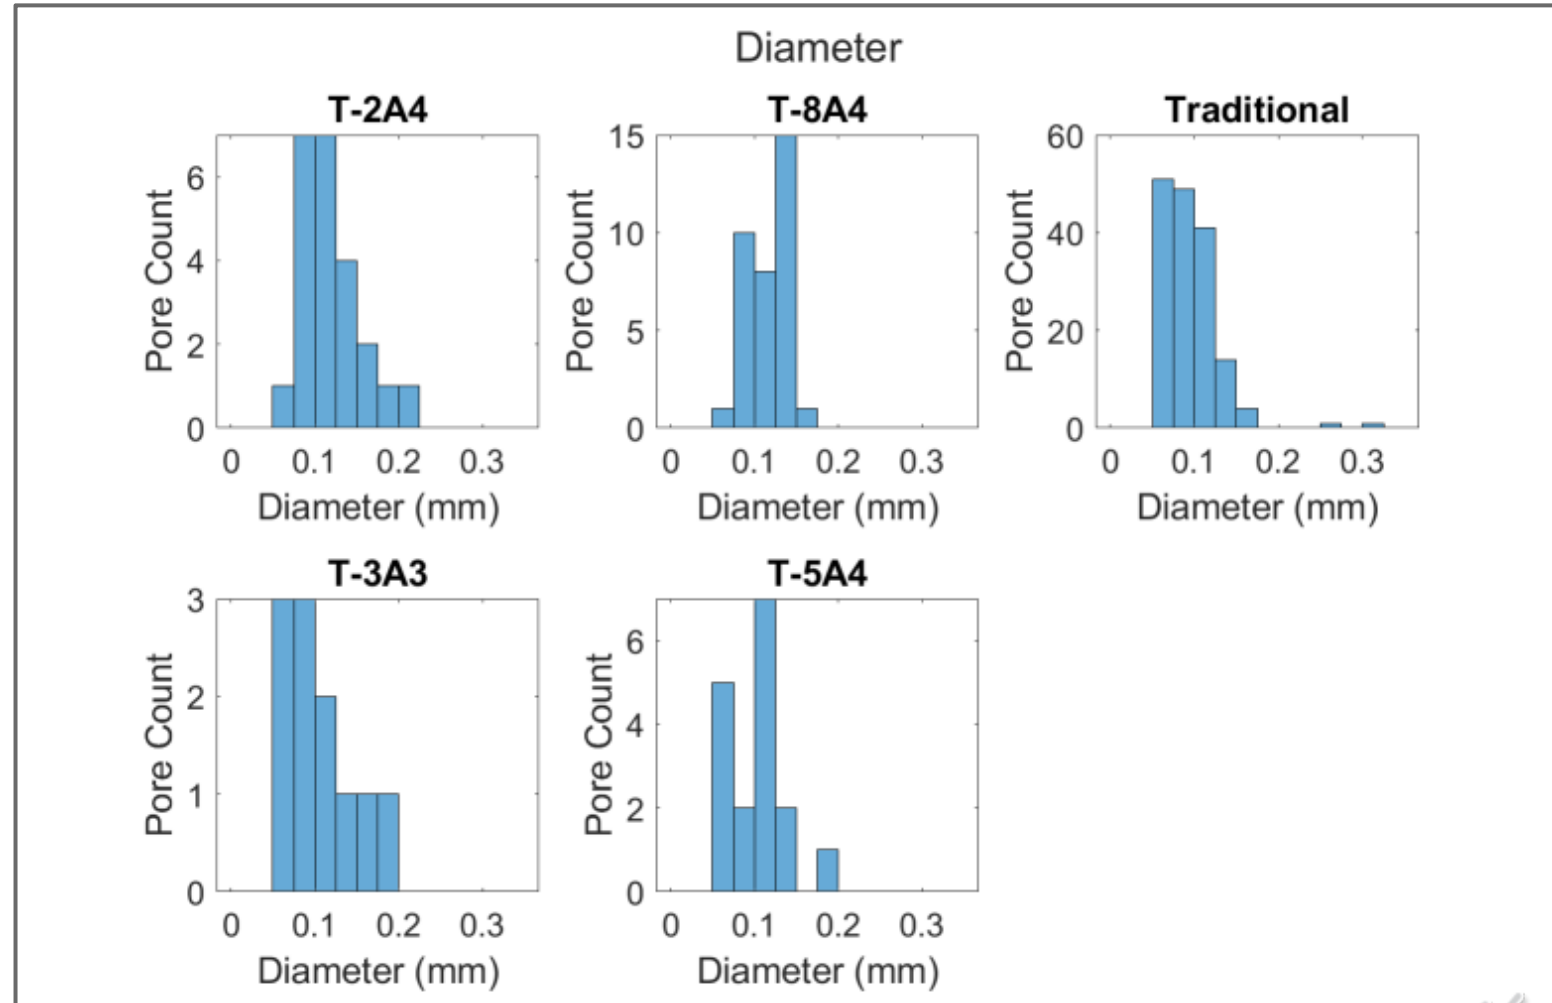 Diameter
T-2A4
Pore Count
6
4
2
0
0 0.1 0.2 0.3
Diameter (mm)
T-8A4
Pore Count
15
10
5
0
0 0.1 0.2 0.3
Diameter (mm)
Traditional
Pore Count
60
40
20
0
0 0.1 0.2 0.3
Diameter (mm)
T-3A3
Pore Count
3
2
1
0
0 0.1 0.2 0.3
Diameter (mm)
T-5A4
Pore Count
6
4
2
0
0 0.1 0.2 0.3
Diameter (mm)